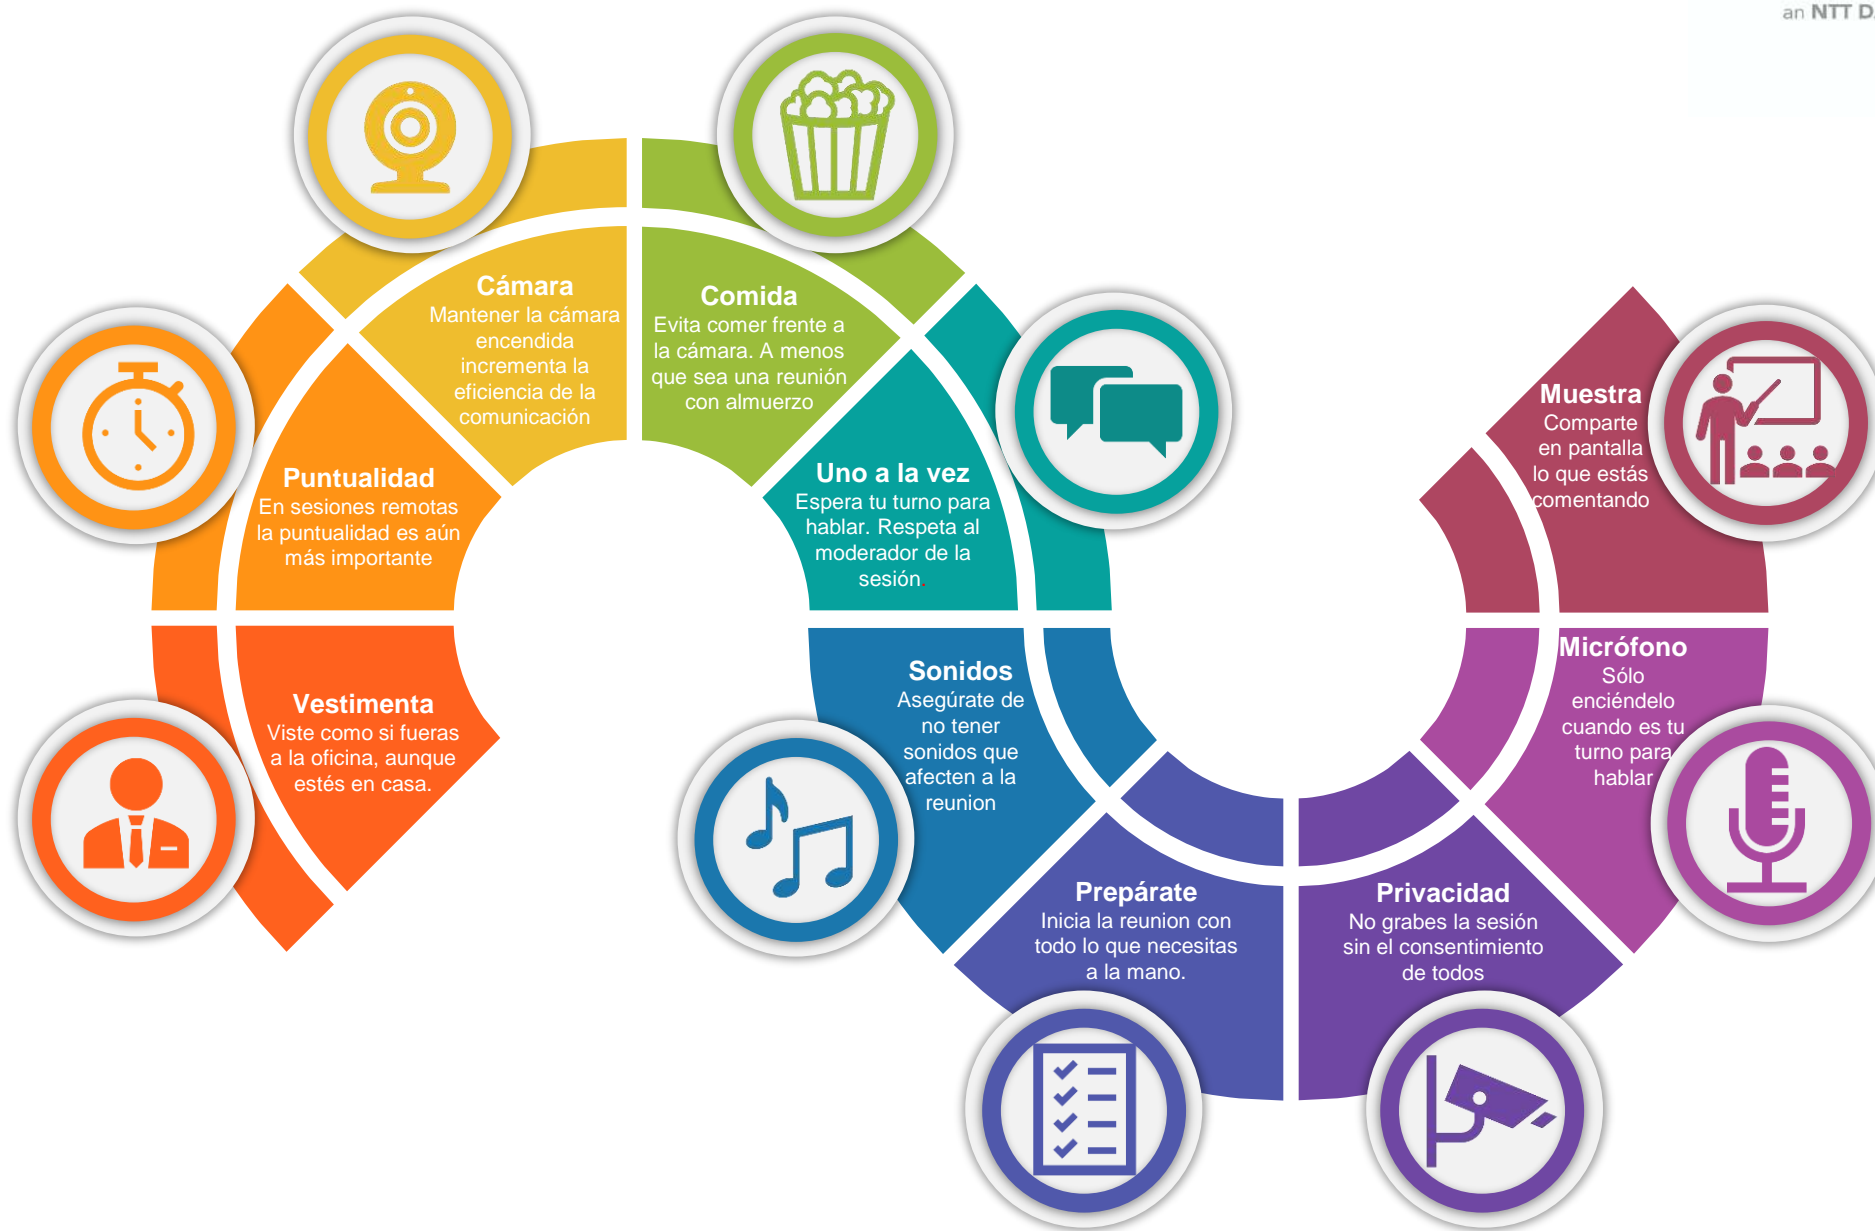 an NTT D
Cámara
Mantener la cámara
encendida
incrementa la
eficiencia de la
comunicación
Comida
Evita comer frente a
la cámara. A menos
que sea una reunión
con almuerzo
Puntualidad
En sesiones remotas
la puntualidad es aún
más importante
Uno a la vez
Espera tu turno para
hablar. Respeta al
moderador de la
sesión.
Vestimenta
Viste como si fueras
a la oficina, aunque
estés en casa.
Sonidos
Asegúrate de
no tener
sonidos que
afecten a la
reunion
Prepárate
Inicia la reunion con
todo lo que necesitas
a la mano.
Privacidad
No grabes la sesión
sin el consentimiento
de todos
Micrófono
Sólo
enciéndelo
cuando es tu
turno para
hablar
Muestra
Comparte
en pantalla
lo que estás
comentando